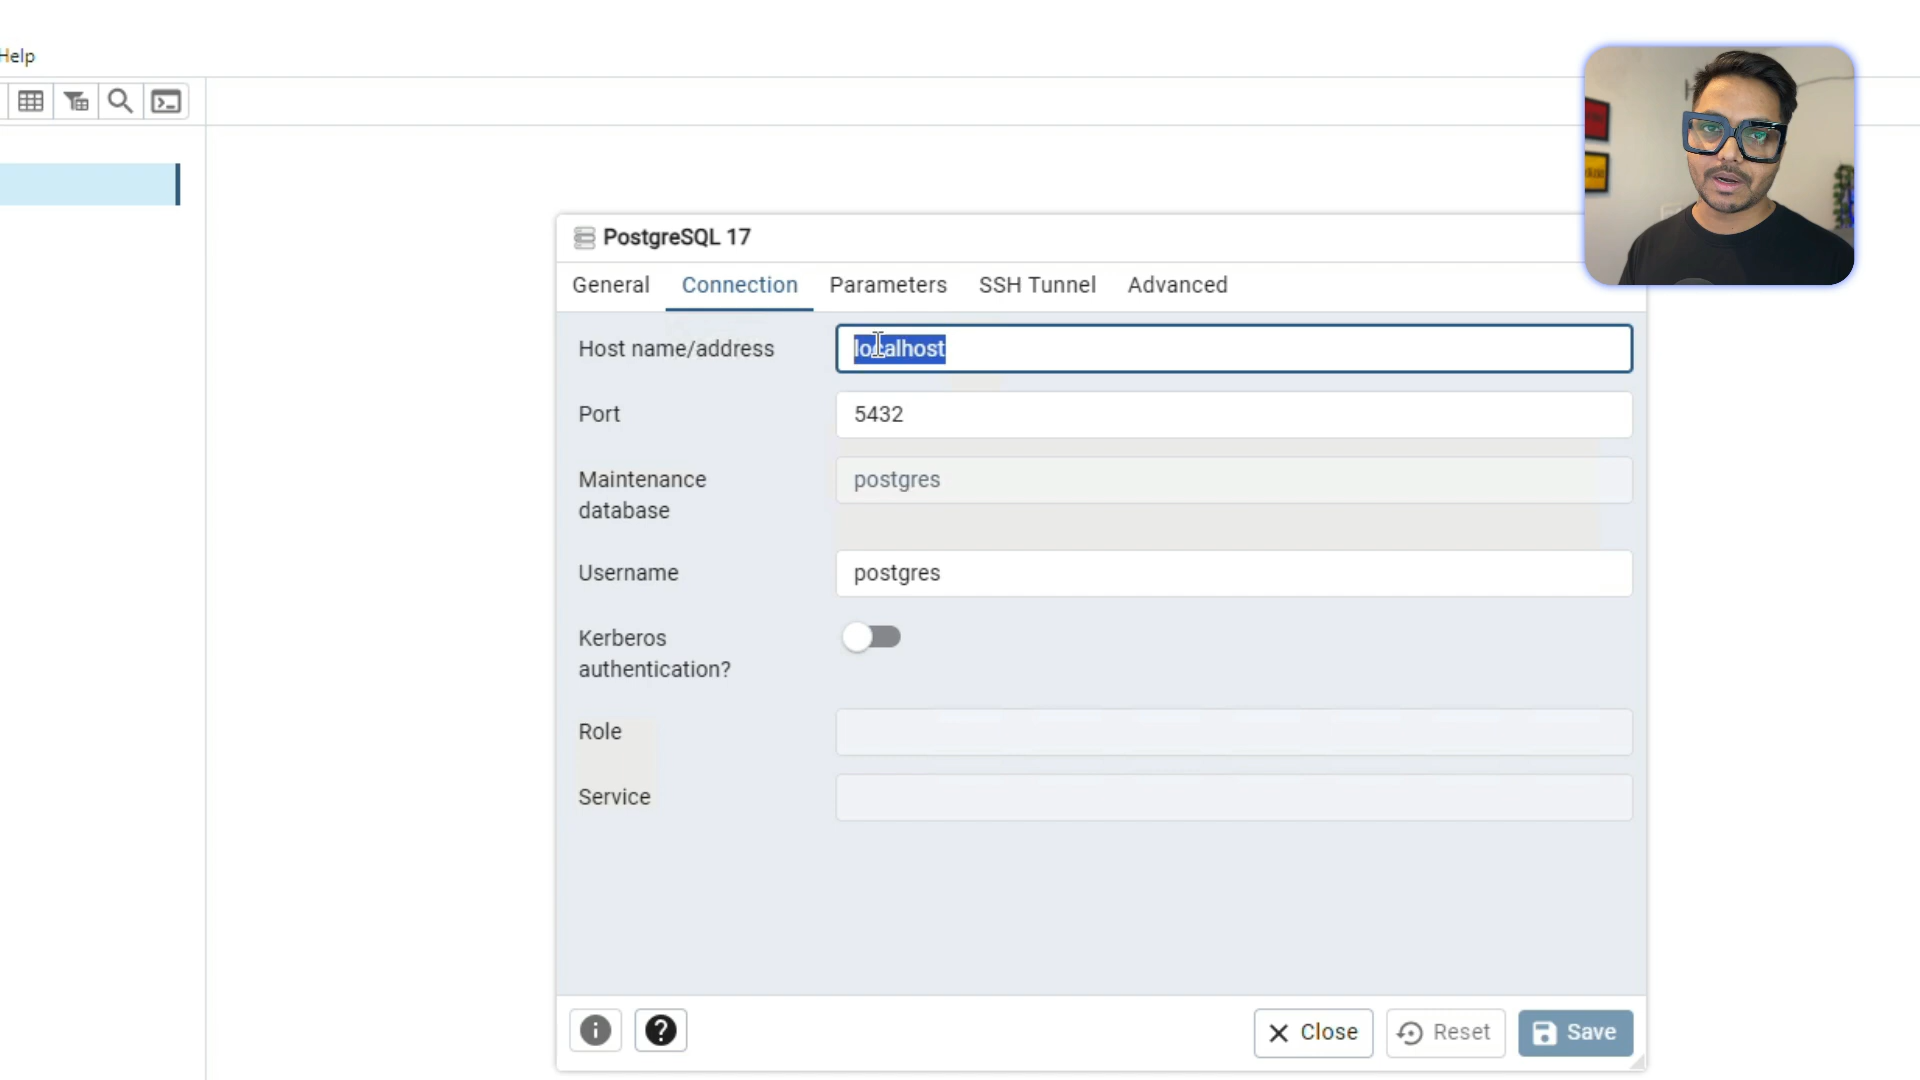 Help
PostgreSQL 17
General Connection Parameters SSH Tunnel Advanced
Host name/address localhost
Port 5432
Maintenance database postgres
Username postgres
Kerberos authentication?
Role
Service
Close Reset Save